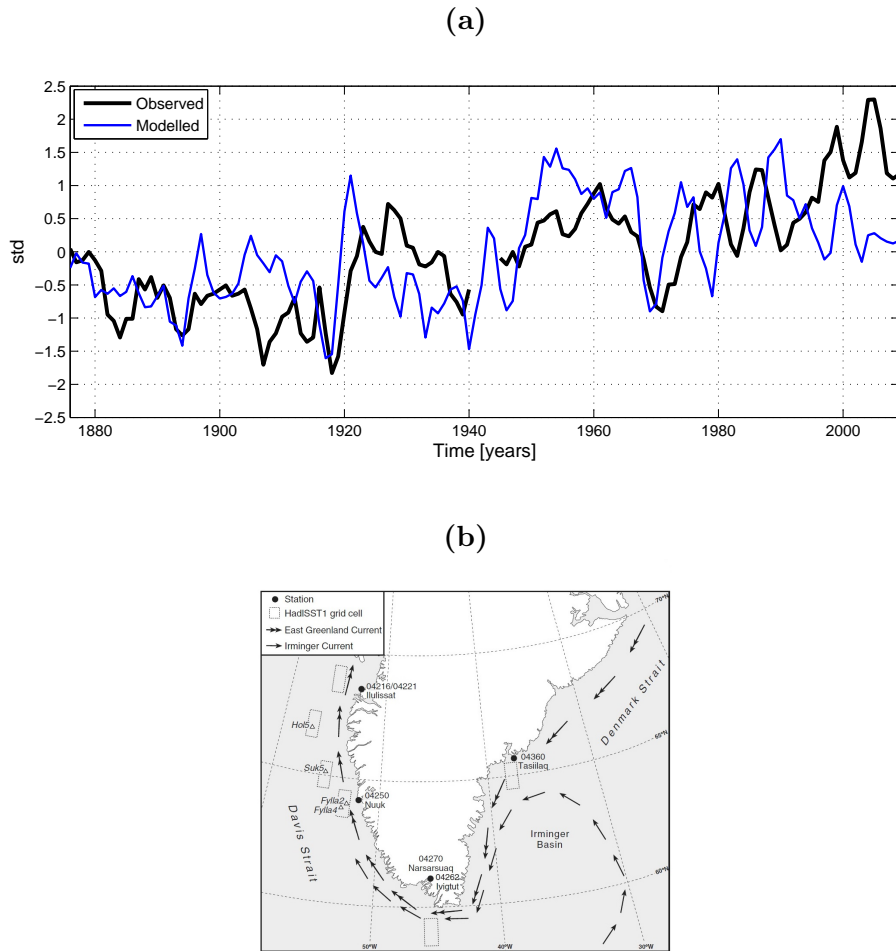 (a)
2.5
2
1.5
1
0.5
0
−0.5
−1
−1.5
−2
−2.5
std
Observed
Modelled
1880
1900
1920
1940
1960
1980
2000
Time [years]
(b)
Station
HadISST1 grid cell
East Greenland Current
Irminger Current
70°N
04216/04221
Ilulissat
Denmark Strait
Hol5
65°N
04360
Tasiilaq
Suk5
04250
Nuuk
Fylla2
Fylla4
Davis Strait
Irminger
Basin
04270
Narsarsuaq
04262
Ivigtut
60°N
50°W
40°W
30°W